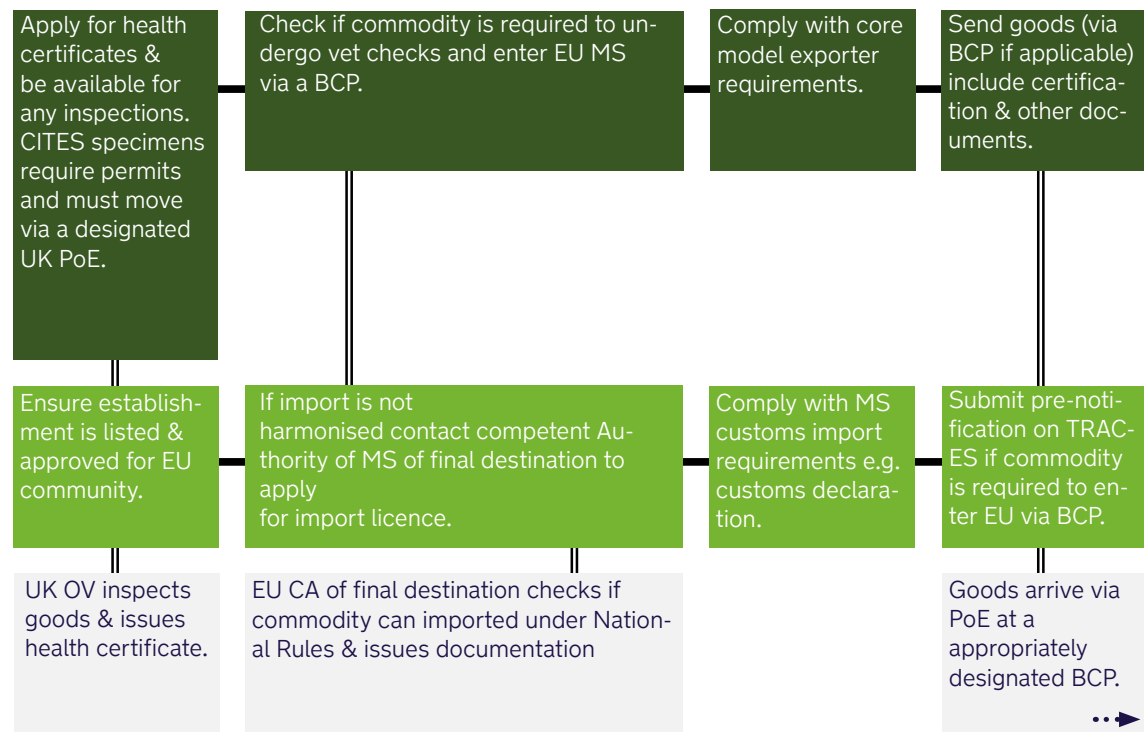 Apply for health
certificates &
be available for
any inspections.
CITES specimens
require permits
and must move
via a designated
UK PoE.
Check if commodity is required to un-
dergo vet checks and enter EU MS
via a BCP.
Comply with core
model exporter
requirements.
Send goods (via
BCP if applicable)
include certifica-
tion & other doc-
uments.
Ensure establish-
ment is listed &
approved for EU
community.
If import is not
harmonised contact competent Au-
thority of MS of final destination to
apply
for import licence.
Comply with MS
customs import
requirements e.g.
customs declara-
tion.
Submit pre-noti-
fication on TRAC-
ES if commodity
is required to en-
ter EU via BCP.
UK OV inspects
goods & issues
health certificate.
EU CA of final destination checks if
commodity can imported under Nation-
al Rules & issues documentation
Goods arrive via
PoE at a
appropriately
designated BCP.